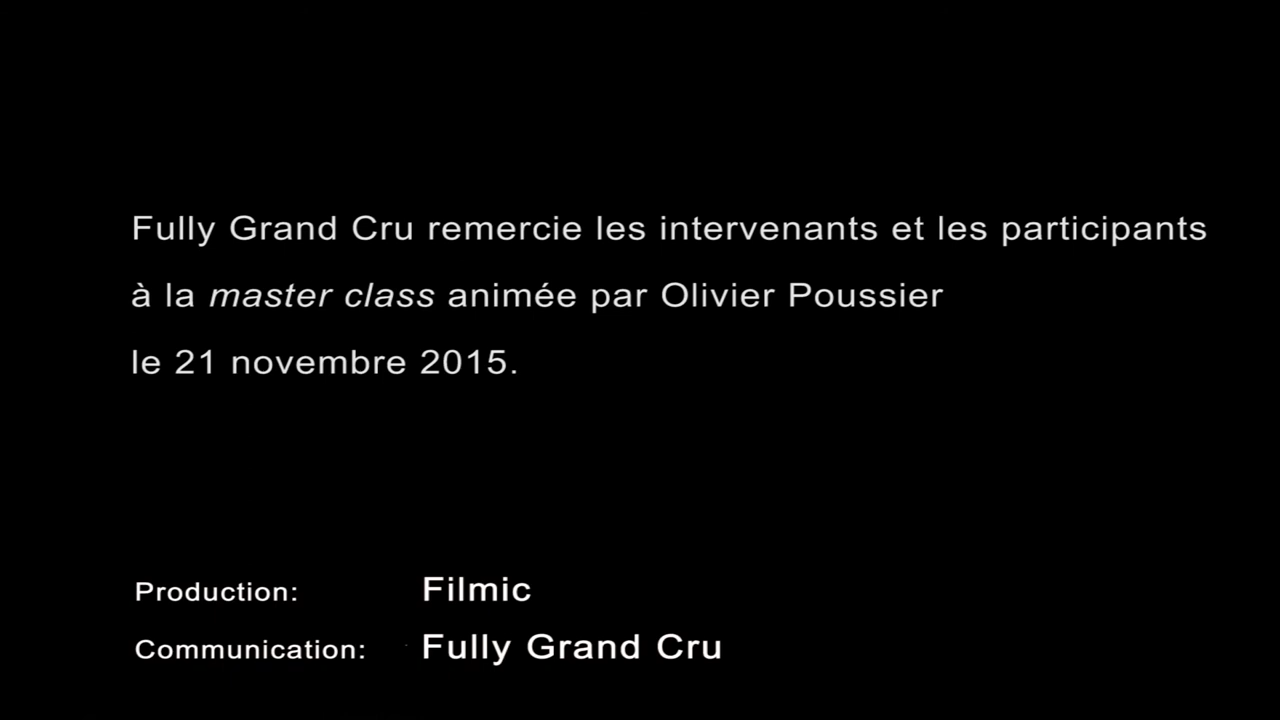 Fully Grand Cru remercie les intervenants et les participants
à la master class animée par Olivier Poussier
le 21 novembre 2015.
Production: Filmic
Communication: Fully Grand Cru